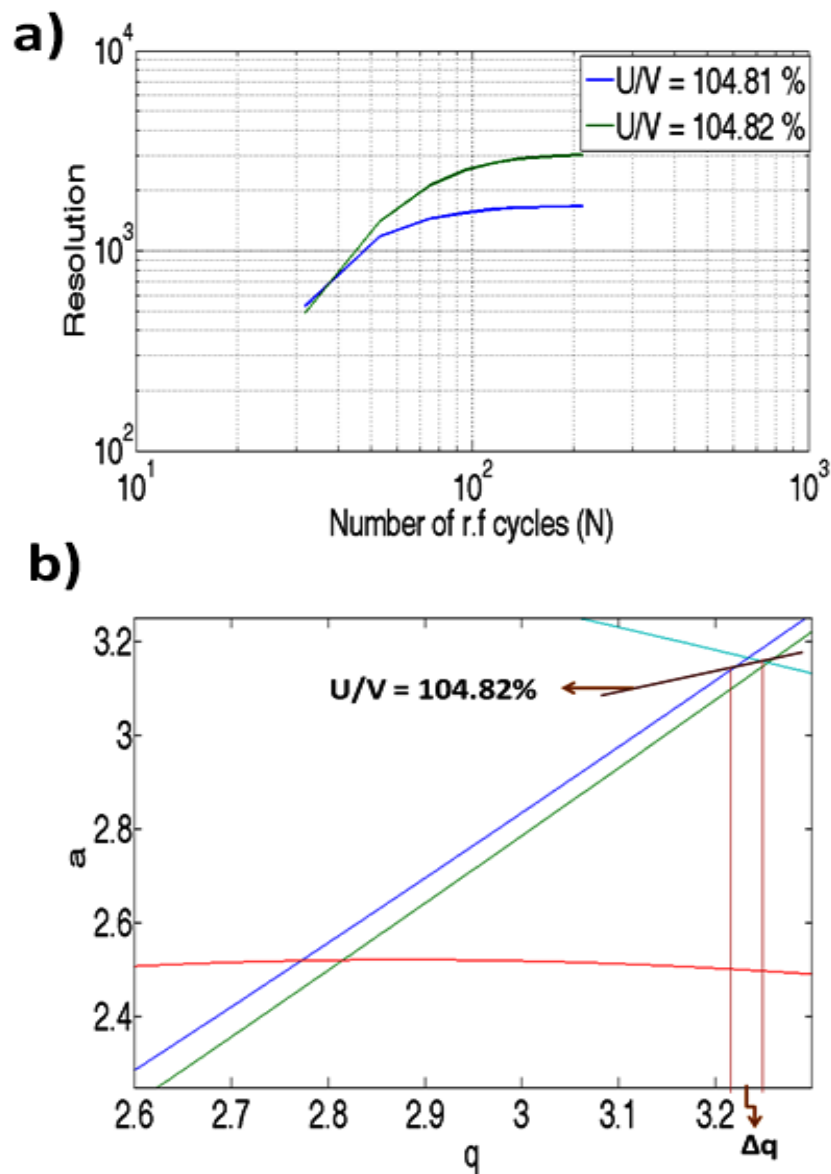 a)
10^4
U/V = 104.81 %
U/V = 104.82 %
Resolution
10^3
10^2
10^1
10^2
10^3
Number of r.f cycles (N)
b)
3.2
U/V = 104.82%
3
a
2.8
2.6
2.4
2.6 2.7 2.8 2.9 3 3.1 3.2
q
Δq